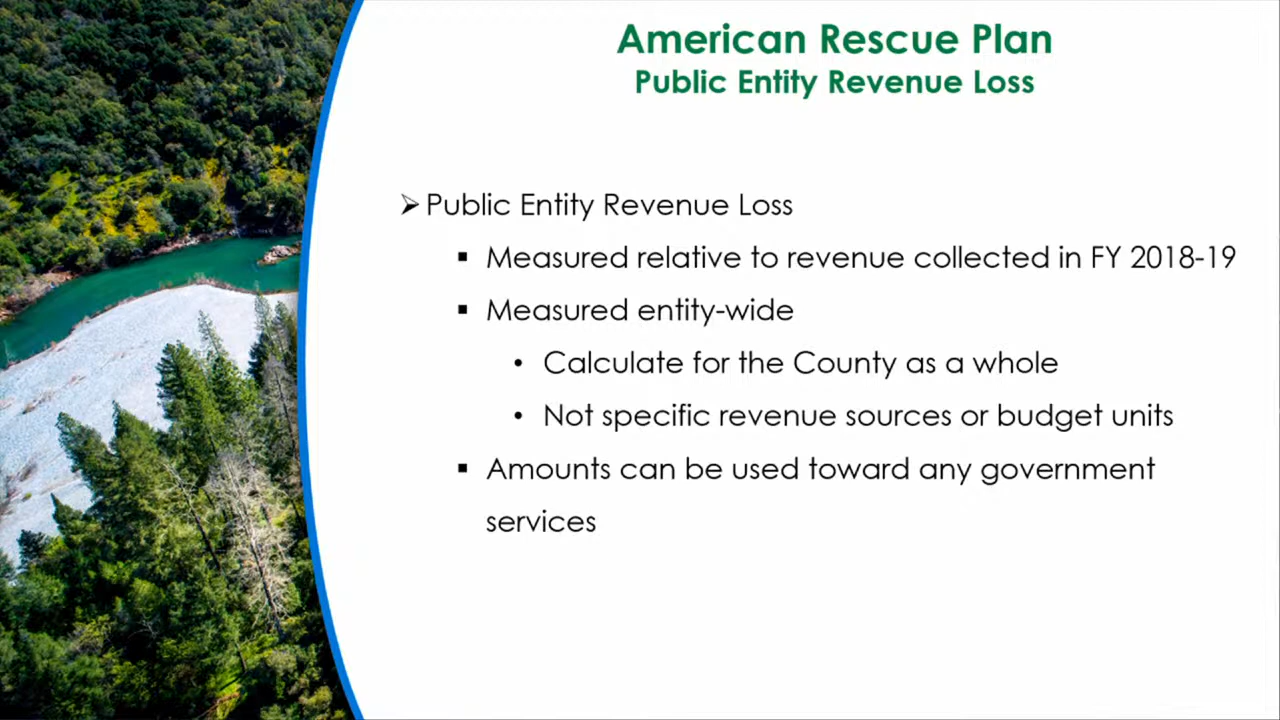 American Rescue Plan
Public Entity Revenue Loss
➢ Public Entity Revenue Loss
▪ Measured relative to revenue collected in FY 2018-19
▪ Measured entity-wide
• Calculate for the County as a whole
• Not specific revenue sources or budget units
▪ Amounts can be used toward any government
services